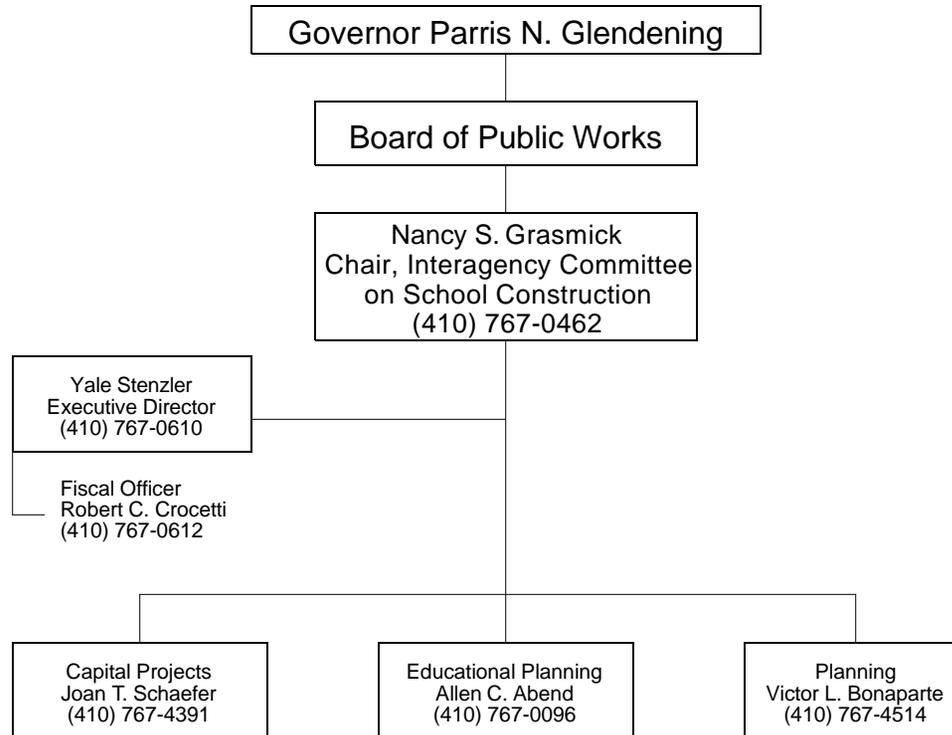 Governor Parris N. Glendening
Board of Public Works
Nancy S. Grasmick
Chair, Interagency Committee
on School Construction
(410) 767-0462
Yale Stenzler
Executive Director
(410) 767-0610
Fiscal Officer
Robert C. Crocetti
(410) 767-0612
Capital Projects
Joan T. Schaefer
(410) 767-4391
Educational Planning
Allen C. Abend
(410) 767-0096
Planning
Victor L. Bonaparte
(410) 767-4514